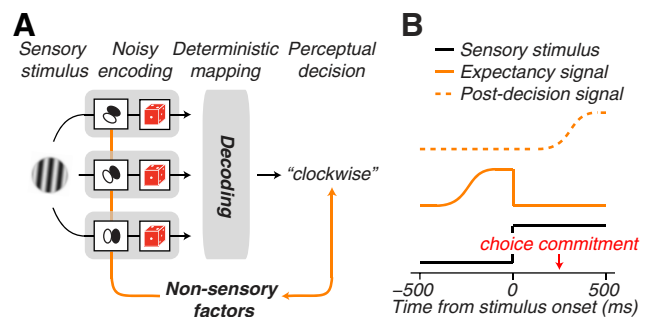 A
Sensory stimulus
Noisy encoding
Deterministic mapping
Perceptual decision
Decoding
“clockwise”
Non-sensory factors
B
Sensory stimulus
Expectancy signal
Post-decision signal
choice commitment
−500 0 500
Time from stimulus onset (ms)